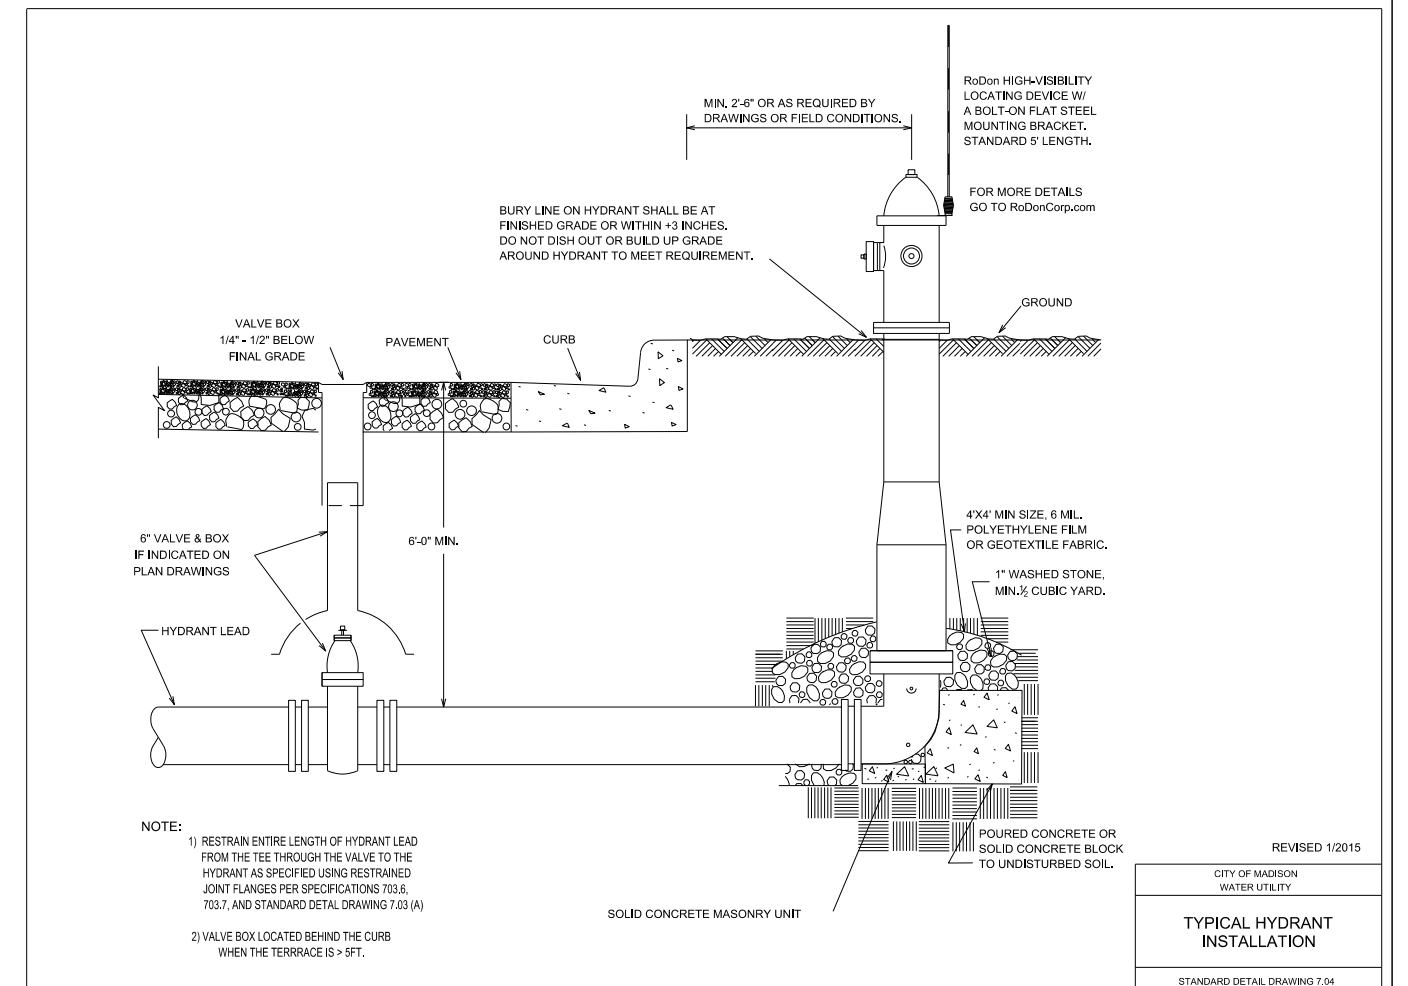 MIN. 2'-6" OR AS REQUIRED BY
DRAWINGS OR FIELD CONDITIONS.
RoDon HIGH-VISIBILITY
LOCATING DEVICE W/
A BOLT-ON FLAT STEEL
MOUNTING BRACKET.
STANDARD 5' LENGTH.
FOR MORE DETAILS
GO TO RoDonCorp.com
BURY LINE ON HYDRANT SHALL BE AT
FINISHED GRADE OR WITHIN +3 INCHES.
DO NOT DISH OUT OR BUILD UP GRADE
AROUND HYDRANT TO MEET REQUIREMENT.
GROUND
VALVE BOX
1/4" - 1/2" BELOW
FINAL GRADE
PAVEMENT
CURB
6" VALVE & BOX
IF INDICATED ON
PLAN DRAWINGS
6'-0" MIN.
4'X4' MIN SIZE, 6 MIL.
POLYETHYLENE FILM
OR GEOTEXTILE FABRIC.
1" WASHED STONE,
MIN.½ CUBIC YARD.
HYDRANT LEAD
NOTE:
1) RESTRAIN ENTIRE LENGTH OF HYDRANT LEAD
FROM THE TEE THROUGH THE VALVE TO THE
HYDRANT AS SPECIFIED USING RESTRAINED
JOINT FLANGES PER SPECIFICATIONS 703.6,
703.7, AND STANDARD DETAL DRAWING 7.03 (A)
2) VALVE BOX LOCATED BEHIND THE CURB
WHEN THE TERRRACE IS > 5FT.
SOLID CONCRETE MASONRY UNIT
POURED CONCRETE OR
SOLID CONCRETE BLOCK
TO UNDISTURBED SOIL.
REVISED 1/2015
CITY OF MADISON
WATER UTILITY
TYPICAL HYDRANT
INSTALLATION
STANDARD DETAIL DRAWING 7.04